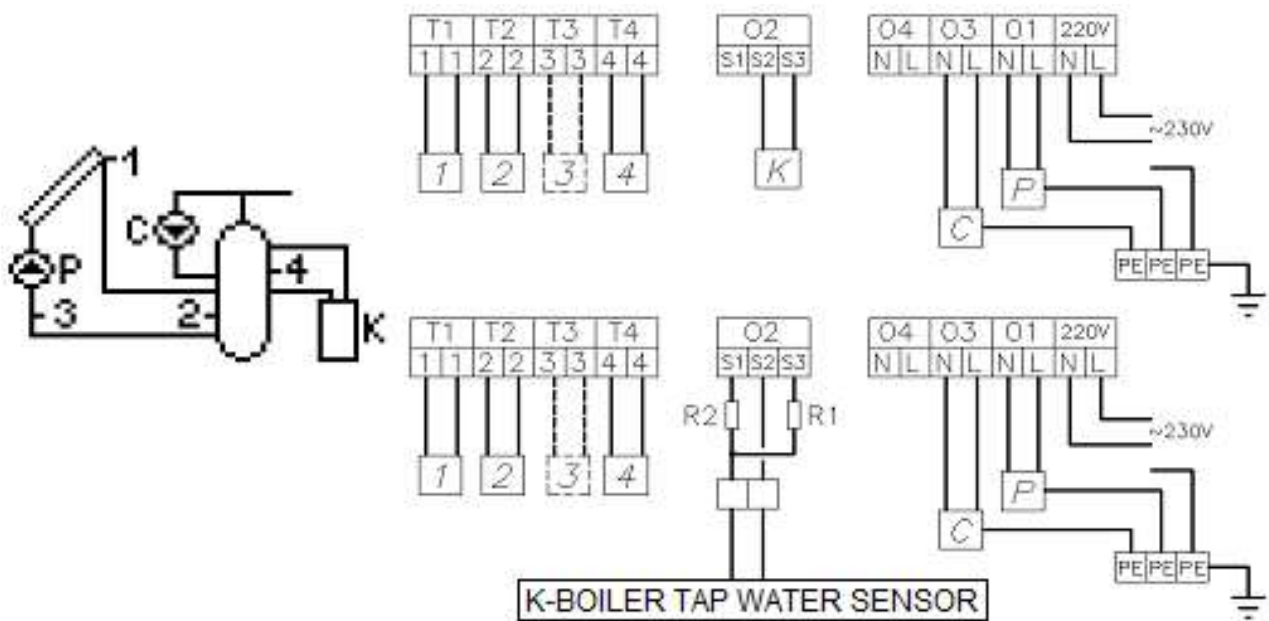 T1 T2 T3 T4 O2 O4 O3 O1 220V
1 1 2 2 3 3 4 4 S1 S2 S3 N L N L N L N L
~230V
1 2 3 4 K P
C
PE PE PE
1
C
P 4
3 2 K
T1 T2 T3 T4 O2 O4 O3 O1 220V
1 1 2 2 3 3 4 4 S1 S2 S3 N L N L N L N L
R2 R1 ~230V
1 2 3 4 P
C
PE PE PE
K-BOILER TAP WATER SENSOR